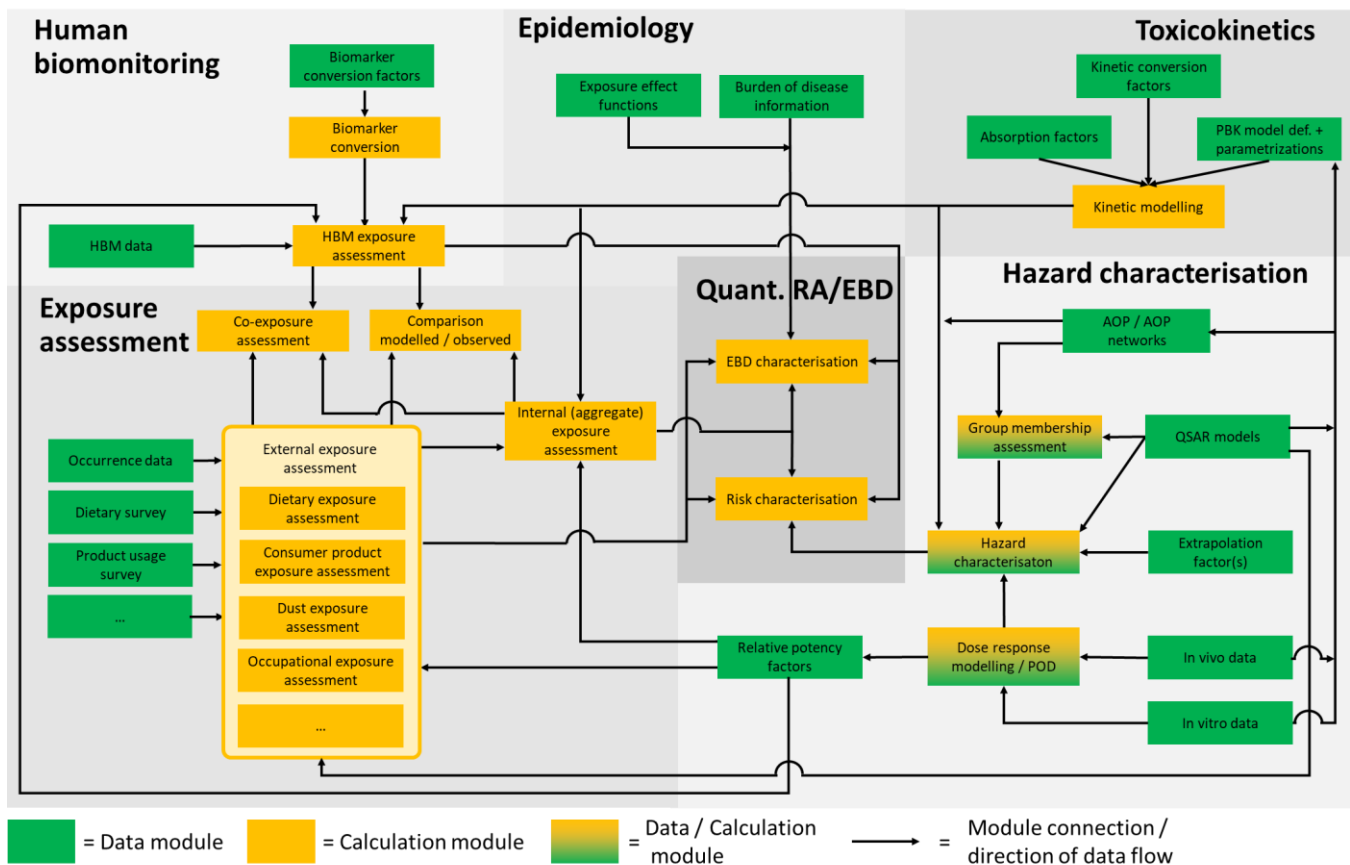 Human
biomonitoring
Biomarker
conversion factors
Biomarker
conversion
HBM data
HBM exposure
assessment
Epidemiology
Exposure effect
functions
Burden of disease
information
Toxicokinetics
Kinetic conversion
factors
Absorption factors
PBK model def. +
parametrizations
Kinetic modelling
Exposure
assessment
Co-exposure
assessment
Comparison
modelled / observed
Internal (aggregate)
exposure
assessment
Occurrence data
Dietary survey
Product usage
survey
...
External exposure
assessment
Dietary exposure
assessment
Consumer product
exposure assessment
Dust exposure
assessment
Occupational exposure
assessment
...
Quant. RA/EBD
EBD characterisation
Risk characterisation
Hazard characterisation
AOP / AOP
networks
Group membership
assessment
QSAR models
Hazard
characterisaton
Extrapolation
factor(s)
Relative potency
factors
Dose response
modelling / POD
In vivo data
In vitro data
= Data module
= Calculation module
= Data / Calculation
module
= Module connection /
direction of data flow